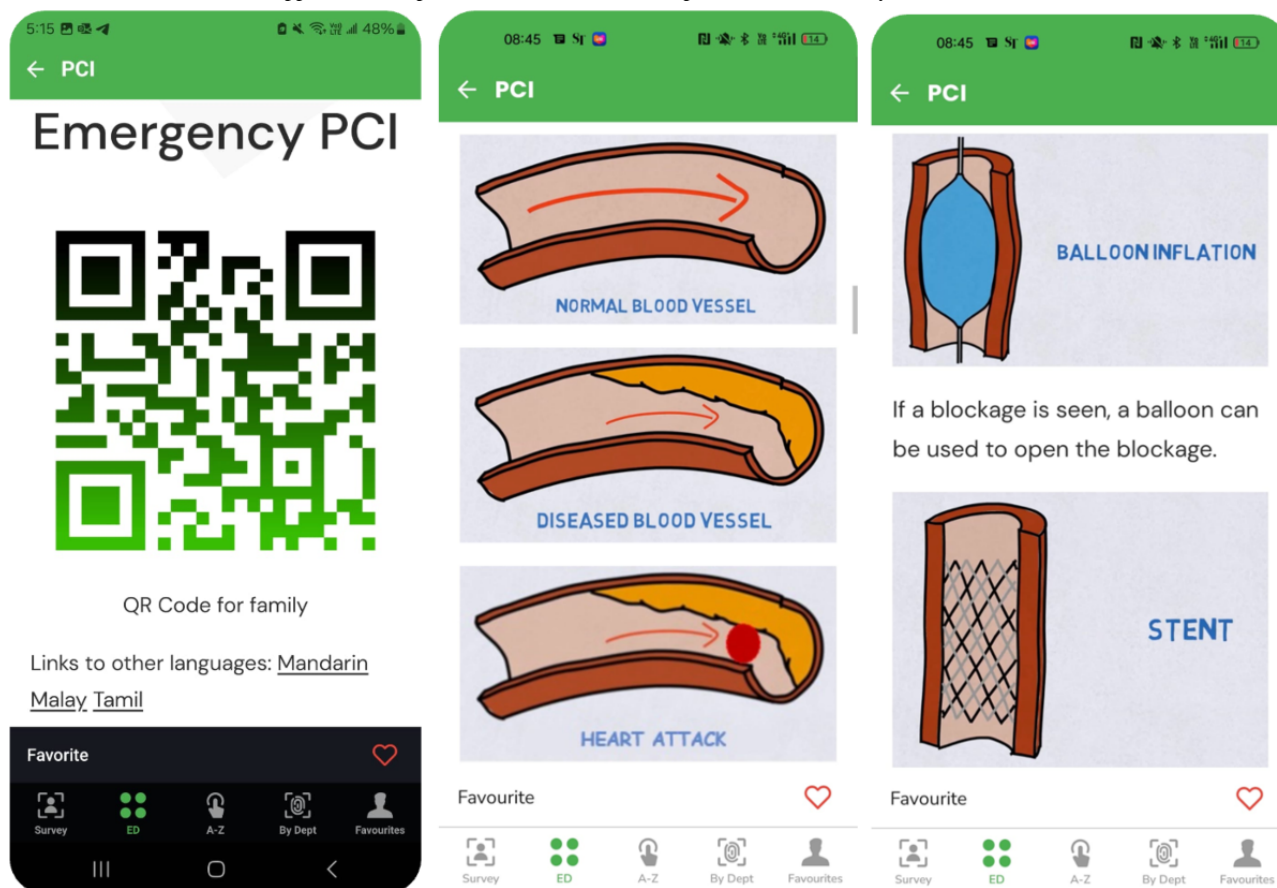 5:15
48%
← PCI
Emergency PCI
QR Code for family
Links to other languages: Mandarin
Malay Tamil
Favorite
Survey
ED
A-Z
By Dept
Favourites
08:45
14
← PCI
NORMAL BLOOD VESSEL
DISEASED BLOOD VESSEL
HEART ATTACK
Favourite
Survey
ED
A-Z
By Dept
Favourites
08:45
14
← PCI
BALLOON INFLATION
If a blockage is seen, a balloon can
be used to open the blockage.
STENT
Favourite
Survey
ED
A-Z
By Dept
Favourites